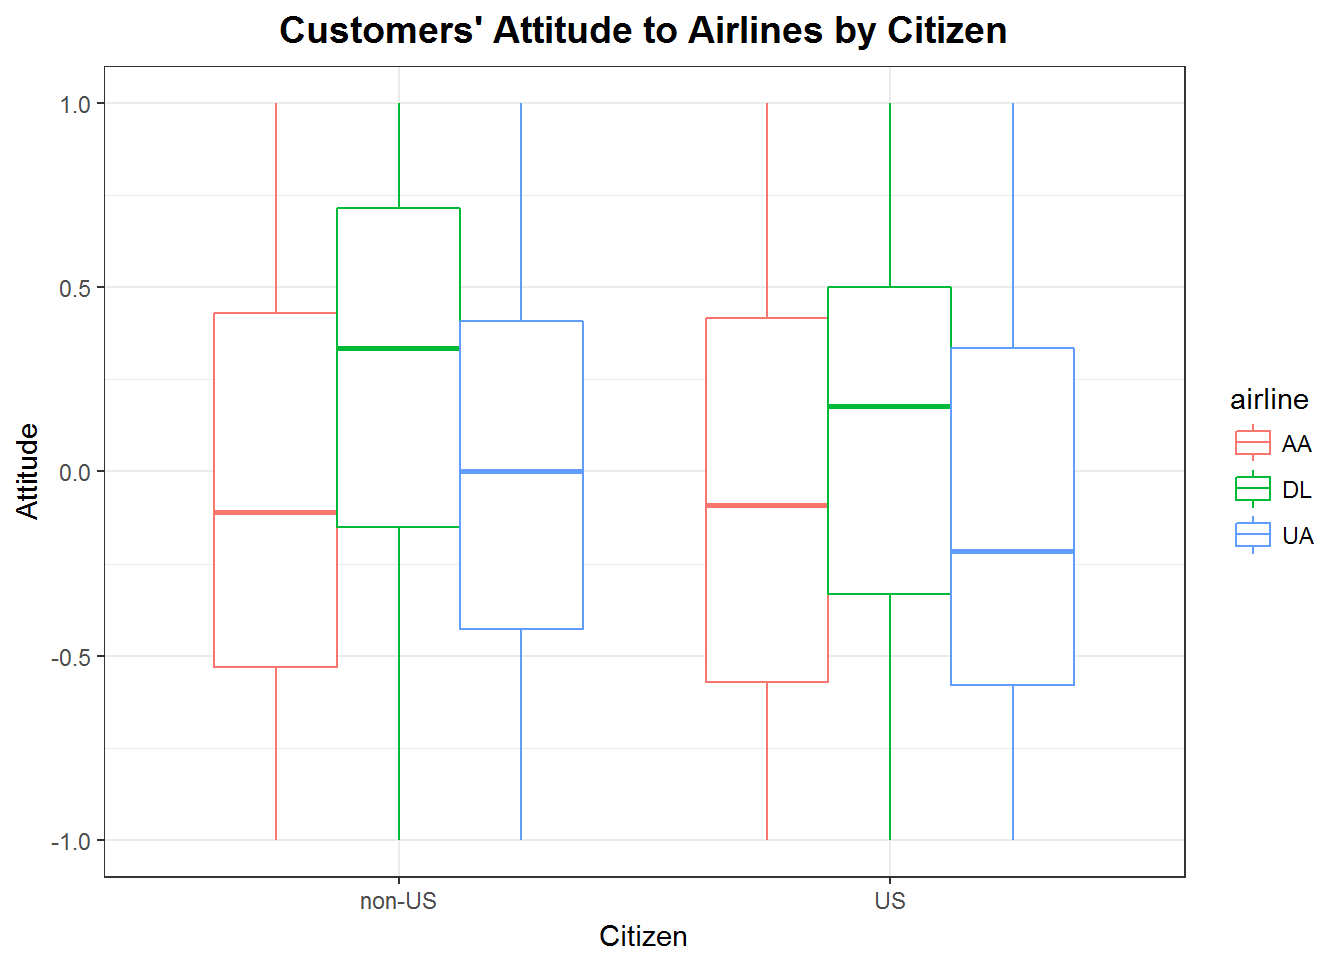 Customers' Attitude to Airlines by Citizen
1.0
0.5
0.0
-0.5
-1.0
Attitude
non-US
US
Citizen
airline
AA
DL
UA